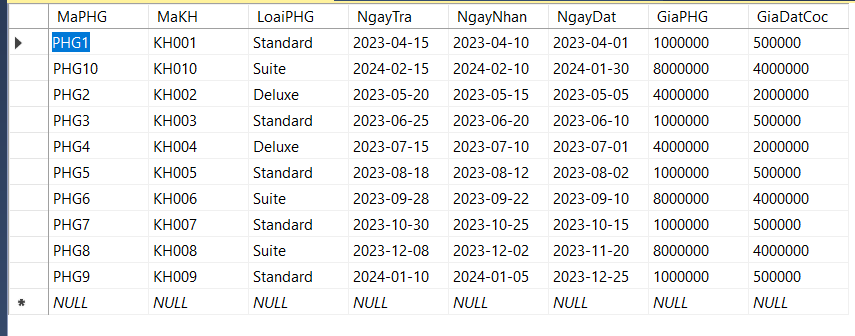 MaPHG MaKH LoaiPHG NgayTra NgayNhan NgayDat GiaPHG GiaDatCoc
PHG1 KH001 Standard 2023-04-15 2023-04-10 2023-04-01 1000000 500000
PHG10 KH010 Suite 2024-02-15 2024-02-10 2024-01-30 8000000 4000000
PHG2 KH002 Deluxe 2023-05-20 2023-05-15 2023-05-05 4000000 2000000
PHG3 KH003 Standard 2023-06-25 2023-06-20 2023-06-10 1000000 500000
PHG4 KH004 Deluxe 2023-07-15 2023-07-10 2023-07-01 4000000 2000000
PHG5 KH005 Standard 2023-08-18 2023-08-12 2023-08-02 1000000 500000
PHG6 KH006 Suite 2023-09-28 2023-09-22 2023-09-10 8000000 4000000
PHG7 KH007 Standard 2023-10-30 2023-10-25 2023-10-15 1000000 500000
PHG8 KH008 Suite 2023-12-08 2023-12-02 2023-11-20 8000000 4000000
PHG9 KH009 Standard 2024-01-10 2024-01-05 2023-12-25 1000000 500000
* NULL NULL NULL NULL NULL NULL NULL NULL